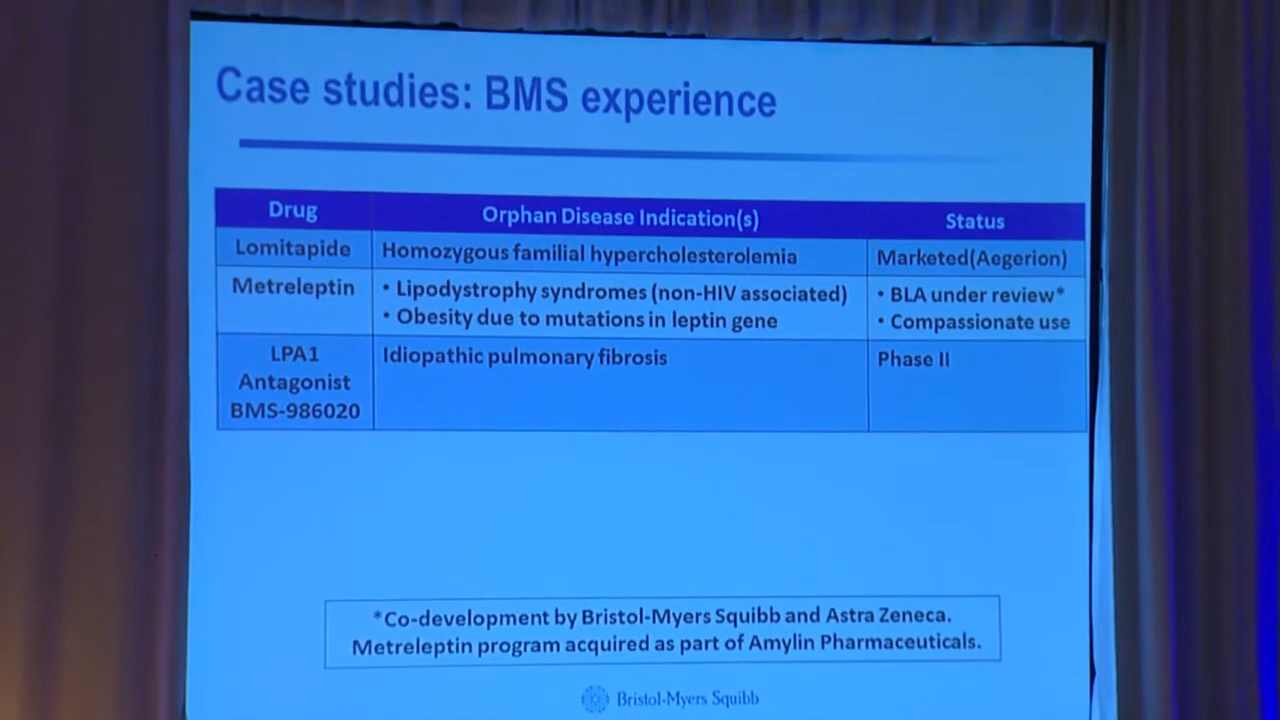 Case studies: BMS experience
Drug
Orphan Disease Indication(s)
Status
Lomitapide
Homozygous familial hypercholesterolemia
Marketed(Aegerion)
Metreleptin
• Lipodystrophy syndromes (non-HIV associated)
• Obesity due to mutations in leptin gene
• BLA under review*
• Compassionate use
LPA1
Antagonist
BMS-986020
Idiopathic pulmonary fibrosis
Phase II
*Co-development by Bristol-Myers Squibb and Astra Zeneca.
Metreleptin program acquired as part of Amylin Pharmaceuticals.
Bristol-Myers Squibb